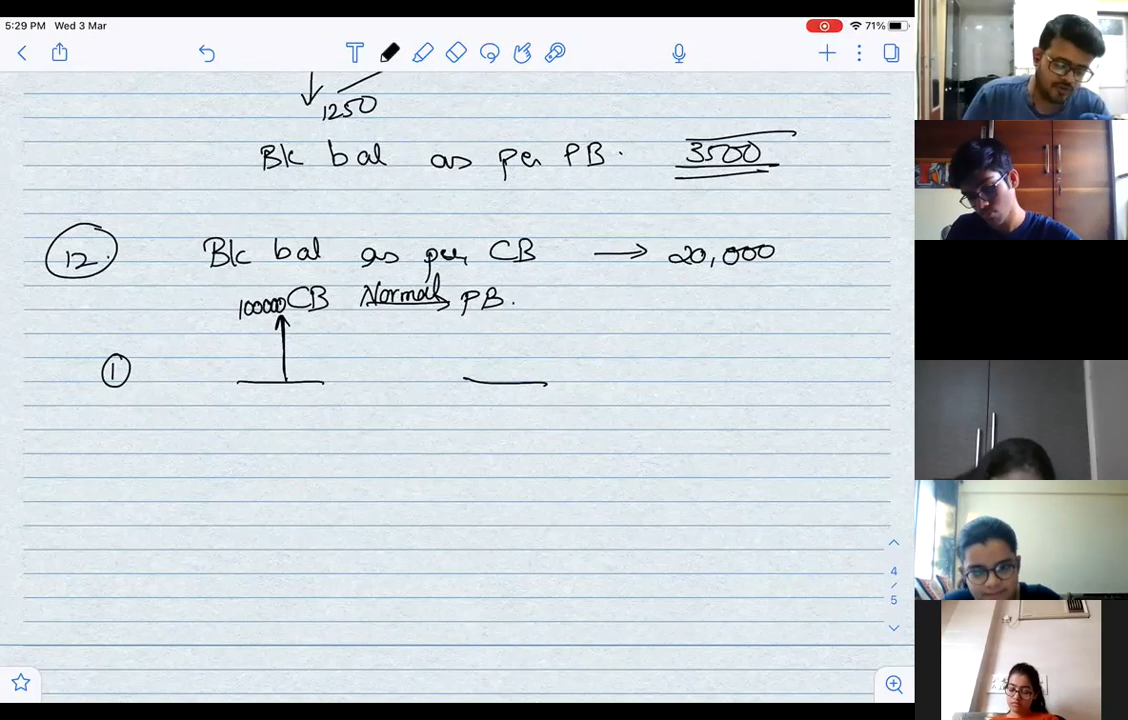 5:29 PM Wed 3 Mar
71%
T
1250
Bk bal as per PB. 3500
12. Bk bal as per CB → 20,000
100000 CB Normal PB.
1
4
/
5